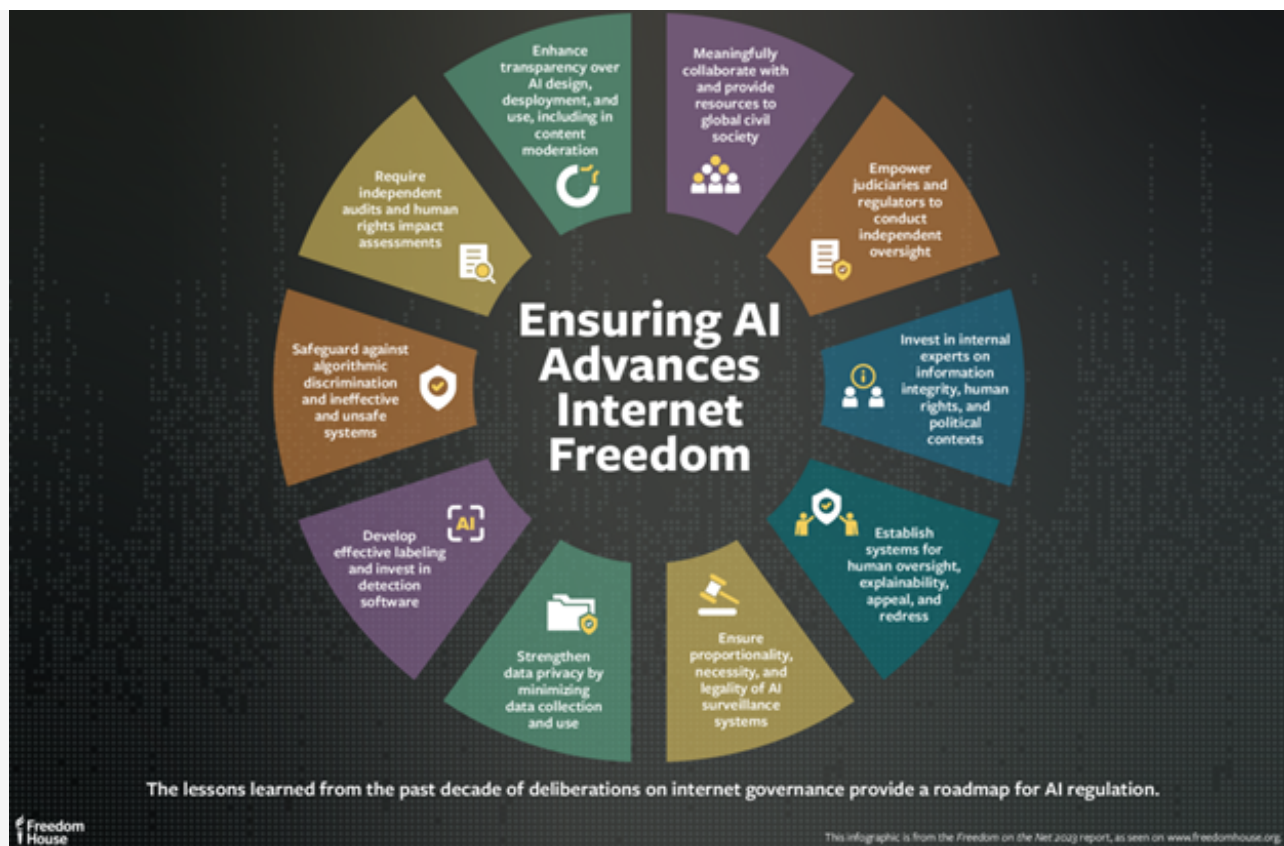 Enhance
transparency over
AI design,
desployment, and
use, including in
content
moderation
Meaningfully
collaborate with
and provide
resources to
global civil
society
Empower
judiciaries and
regulators to
conduct
independent
oversight
Invest in internal
experts on
information
integrity, human
rights, and
political
contexts
Establish
systems for
human oversight,
explainability,
appeal, and
redress
Ensure
proportionality,
necessity, and
legality of AI
surveillance
systems
Strengthen
data privacy by
minimizing
data collection
and use
Develop
effective labeling
and invest in
detection
software
AI
Safeguard against
algorithmic
discrimination
and ineffective
and unsafe
systems
Require
independent
audits and human
rights impact
assessments
Ensuring AI
Advances
Internet
Freedom
The lessons learned from the past decade of deliberations on internet governance provide a roadmap for AI regulation.
Freedom
House
This infographic is from the Freedom on the Net 2023 report, as seen on www.freedomhouse.org.